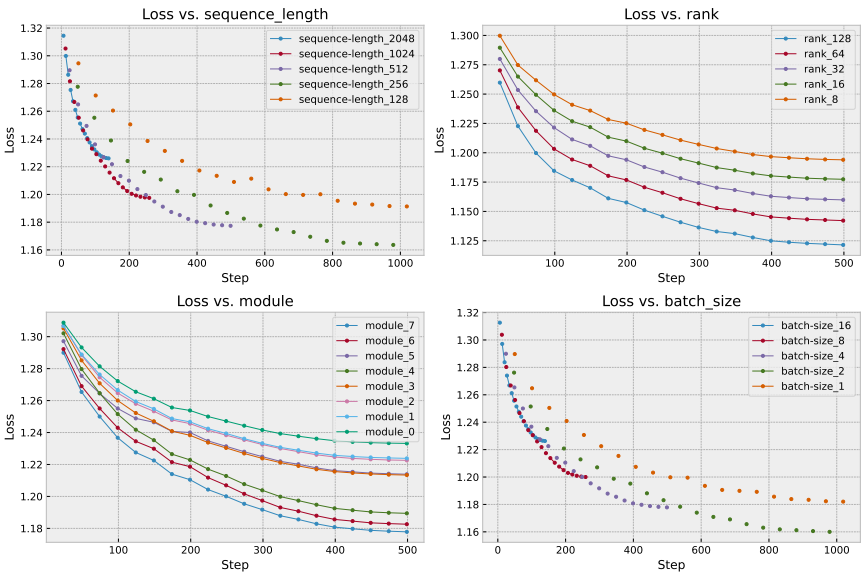 Loss vs. sequence_length
1.32
1.30
1.28
1.26
1.24
1.22
1.20
1.18
1.16
Loss
0
200
400
600
800
1000
Step
sequence-length_2048
sequence-length_1024
sequence-length_512
sequence-length_256
sequence-length_128
Loss vs. rank
1.300
1.275
1.250
1.225
1.200
1.175
1.150
1.125
Loss
100
200
300
400
500
Step
rank_128
rank_64
rank_32
rank_16
rank_8
Loss vs. module
1.30
1.28
1.26
1.24
1.22
1.20
1.18
Loss
100
200
300
400
500
Step
module_7
module_6
module_5
module_4
module_3
module_2
module_1
module_0
Loss vs. batch_size
1.32
1.30
1.28
1.26
1.24
1.22
1.20
1.18
1.16
Loss
0
200
400
600
800
1000
Step
batch-size_16
batch-size_8
batch-size_4
batch-size_2
batch-size_1